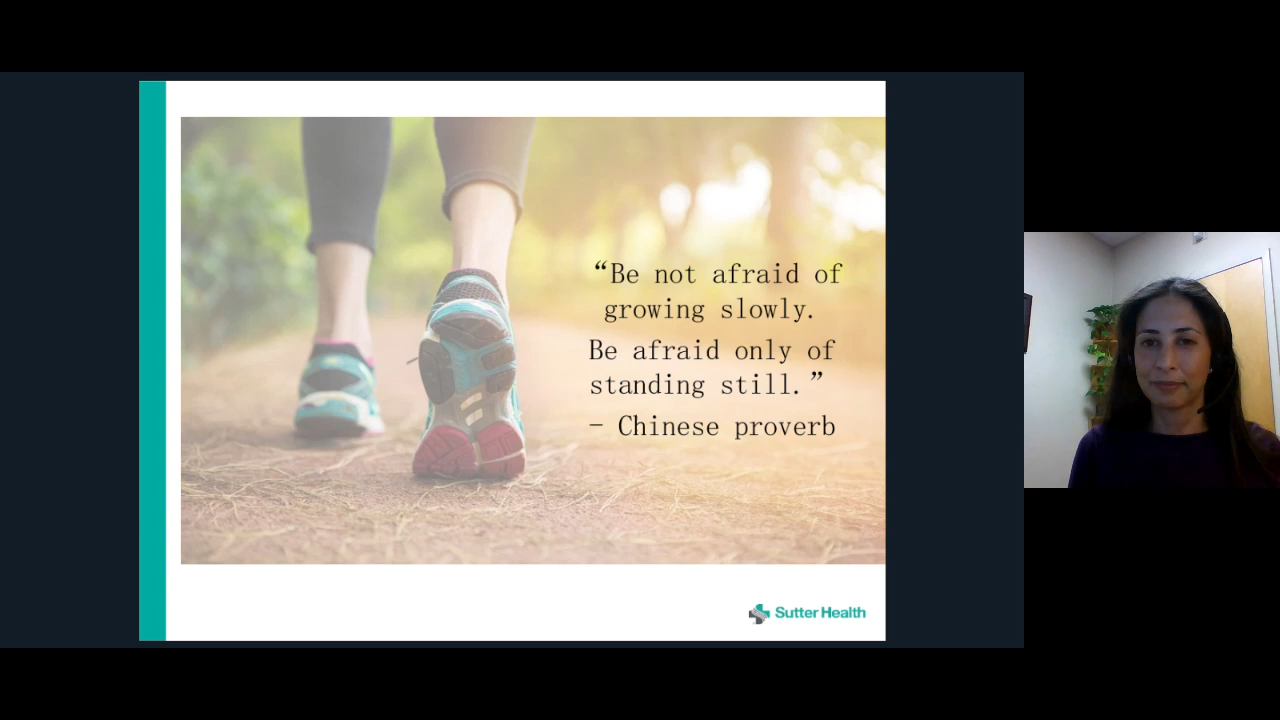 “Be not afraid of
growing slowly.
Be afraid only of
standing still.”
– Chinese proverb
Sutter Health